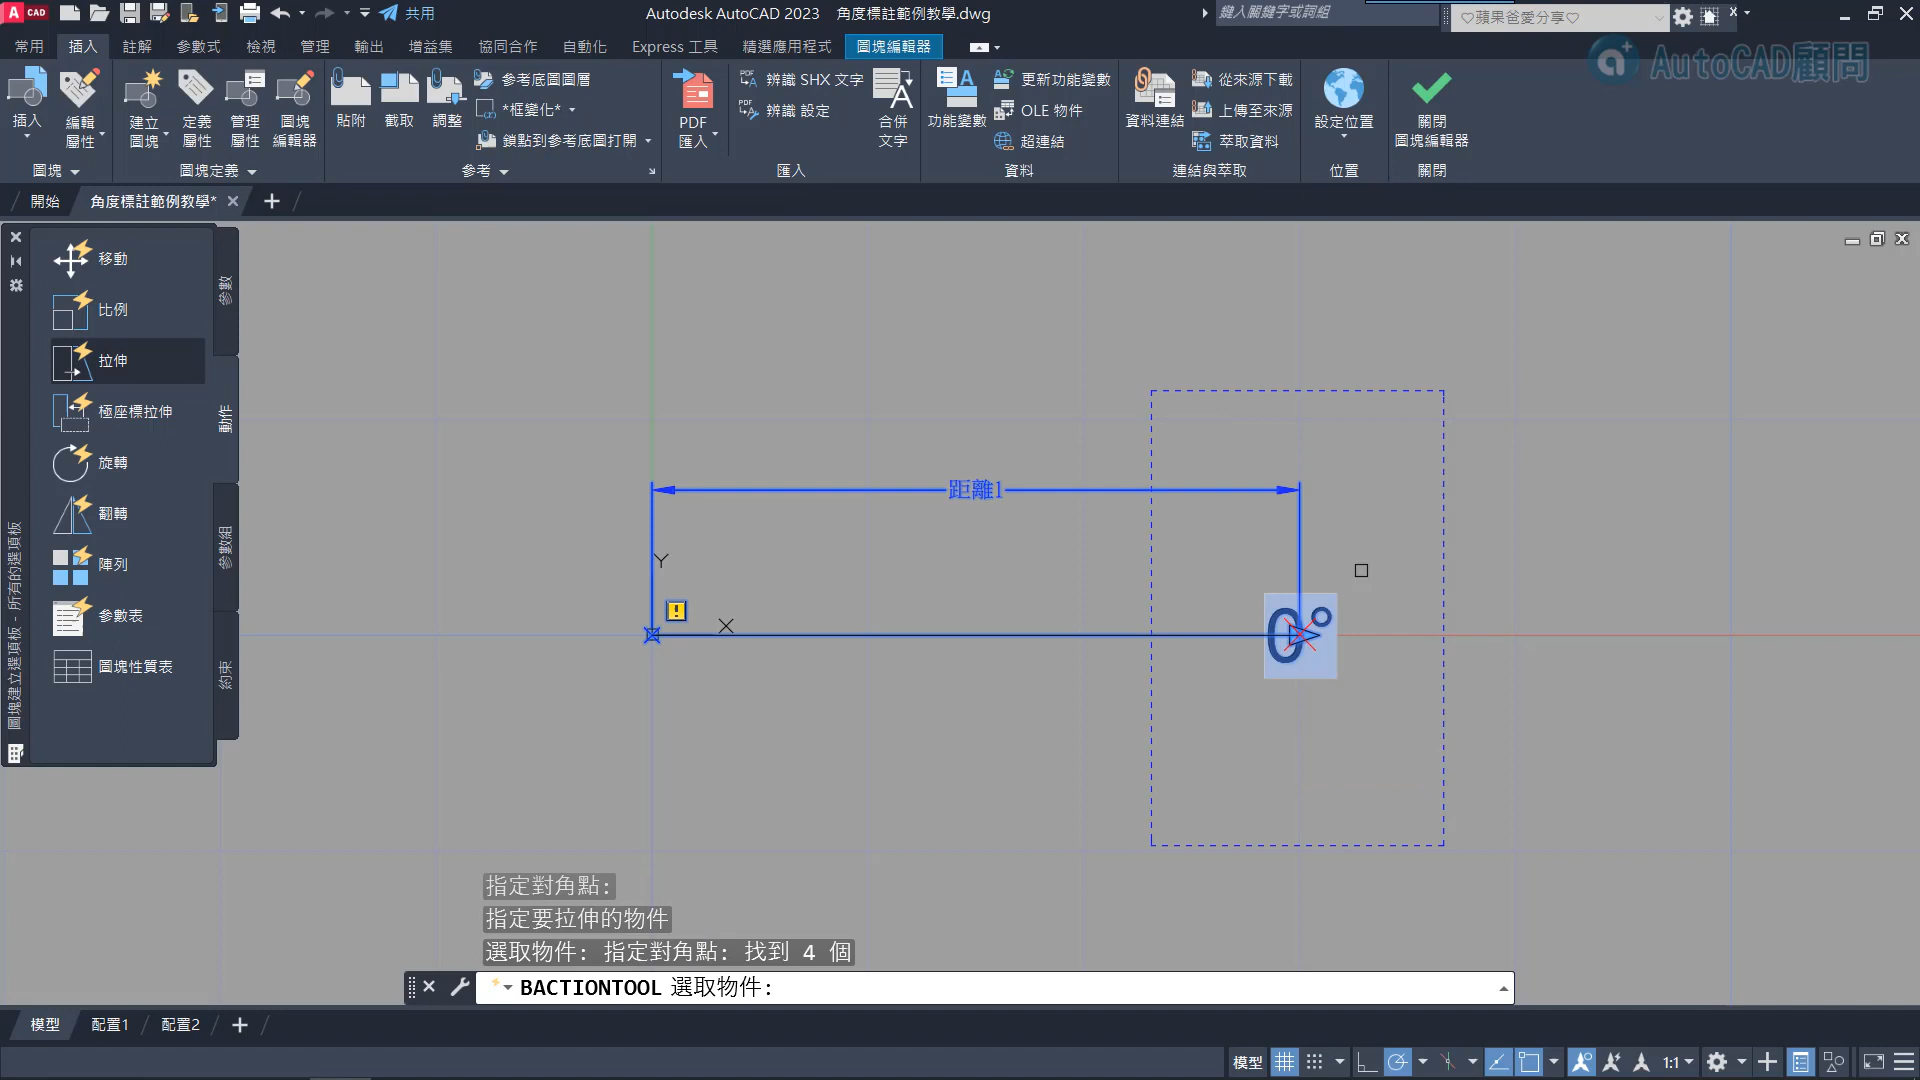 CAD 共用 Autodesk AutoCAD 2023 角度標註範例教學.dwg 鍵入關鍵字或詞組 ♡蘋果爸愛分享♡
常用 插入 註解 參數式 檢視 管理 輸出 增益集 協同合作 自動化 Express 工具 精選應用程式 圖塊編輯器
AutoCAD顧問
插入 編輯屬性 建立圖塊 定義屬性 管理屬性 圖塊編輯器 貼附 截取 調整 參考底圖圖層 PDF匯入 辨識 SHX 文字 合併文字 功能變數 更新功能變數 資料連結 從來源下載 設定位置 關閉圖塊編輯器
*框變化* 辨識 設定 OLE 物件 上傳至來源
鎖點到參考底圖打開 超連結 萃取資料
圖塊 圖塊定義 參考 匯入 資料 連結與萃取 位置 關閉
開始 角度標註範例教學*
移動
比例
拉伸
極座標拉伸
旋轉
翻轉
陣列
參數表
圖塊性質表
參數
動作
參數組
約束
圖塊建立選項板 - 所有的選項板
距離1
Y
X
0°
指定對角點:
指定要拉伸的物件
選取物件: 指定對角點: 找到 4 個
BACTIONTOOL 選取物件:
模型 配置1 配置2
模型 1:1